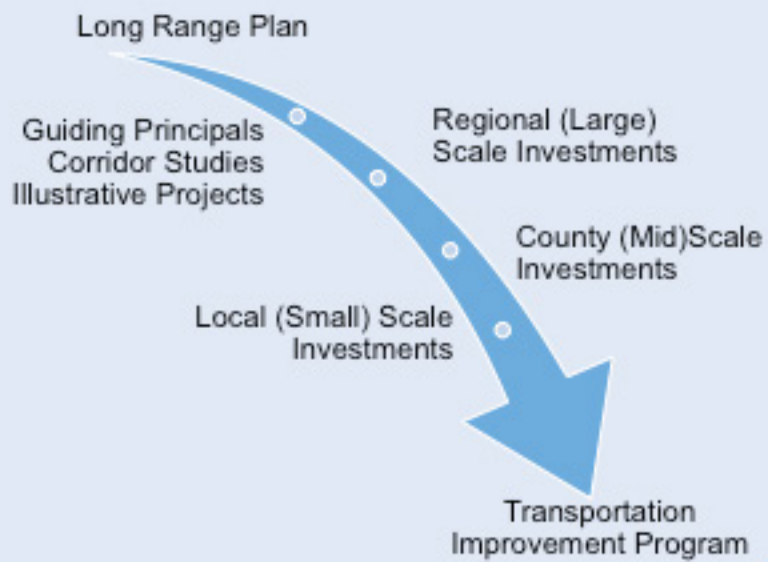 Long Range Plan
Guiding Principals
Corridor Studies
Illustrative Projects
Regional (Large)
Scale Investments
County (Mid)Scale
Investments
Local (Small) Scale
Investments
Transportation
Improvement Program